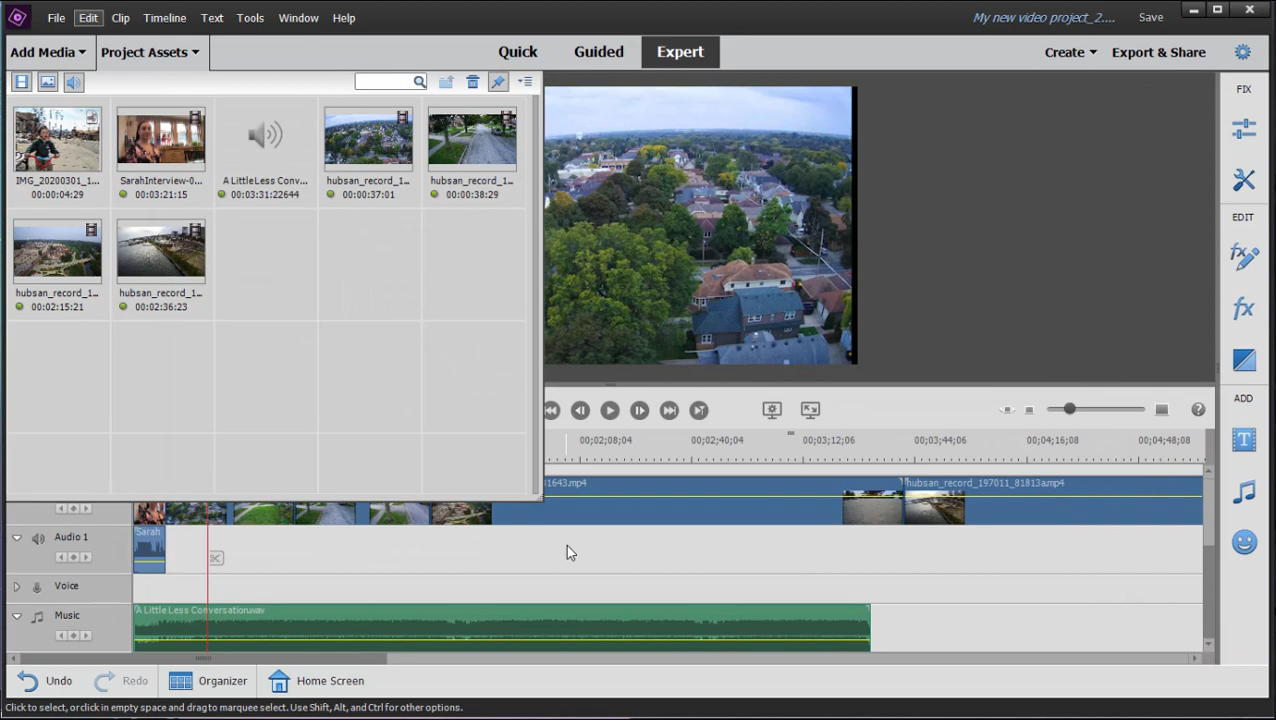 File Edit Clip Timeline Text Tools Window Help My new video project_2.... Save
Add Media Project Assets Quick Guided Expert Create Export & Share
FIX
IMG_20200301_1... SarahInterview-0... A LittleLess Conv... hubsan_record_1... hubsan_record_1...
00:00:04:29 00:03:21:15 00:03:31:22644 00:00:37:01 00:00:38:29
EDIT
hubsan_record_1... hubsan_record_1...
00:02:15:21 00:02:36:23
ADD
00;02;08;04 00;02;40;04 00;03;12;06 00;03;44;06 00;04;16;08 00;04;48;08
T
31643.mp4 hubsan_record_197011_81813a.mp4
Sarah
Audio 1
Voice
A Little Less Conversation.wav
Music
Undo Redo Organizer Home Screen
Click to select, or click in empty space and drag to marquee select. Use Shift, Alt, and Ctrl for other options.